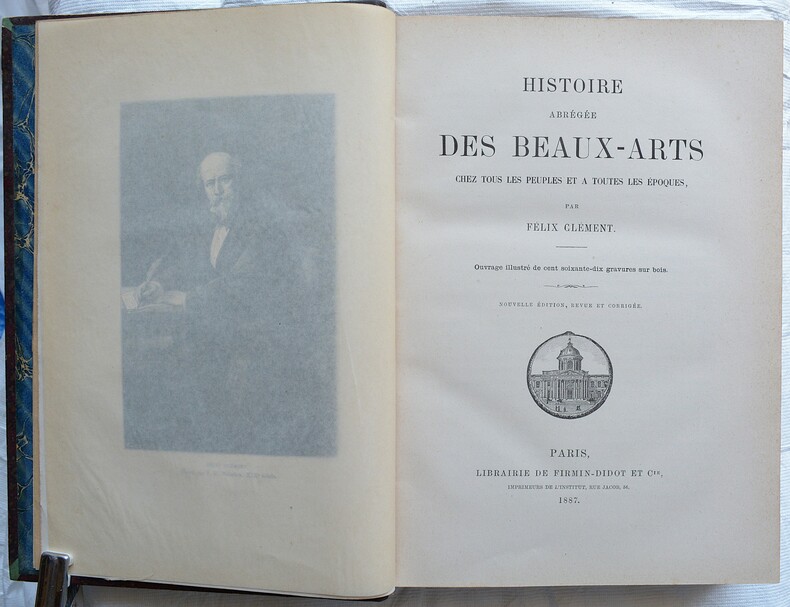 HISTOIRE
ABRÉGÉE
DES BEAUX-ARTS
CHEZ TOUS LES PEUPLES ET A TOUTES LES ÉPOQUES,
PAR
FÉLIX CLÉMENT.
Ouvrage illustré de cent soixante-dix gravures sur bois.
NOUVELLE ÉDITION, REVUE ET CORRIGÉE.
PARIS,
LIBRAIRIE DE FIRMIN-DIDOT ET Cie,
IMPRIMEURS DE L'INSTITUT, RUE JACOB, 56.
1887.